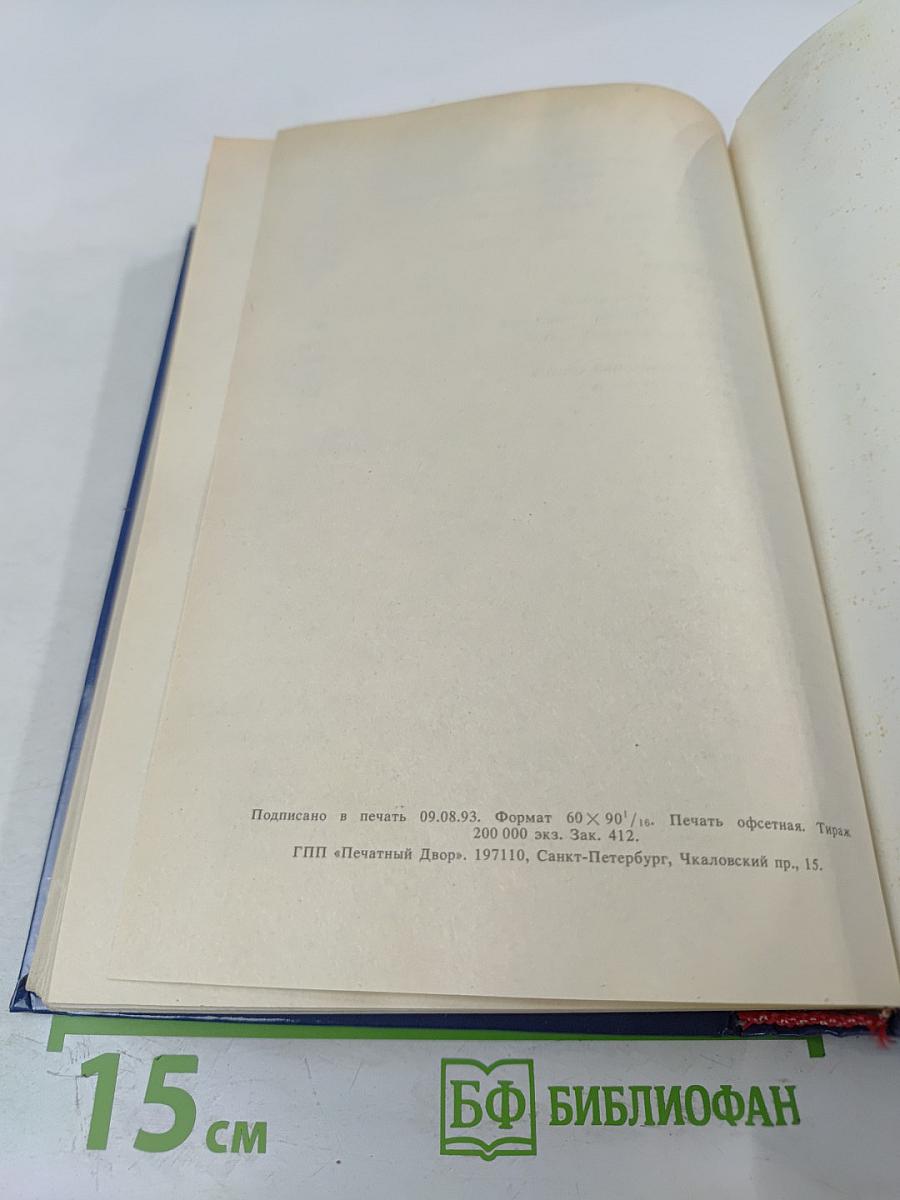 Подписано в печать 09.08.93. Формат 60×90¹/₁₆. Печать офсетная. Тираж
200 000 экз. Зак. 412.
ГПП «Печатный Двор». 197110, Санкт-Петербург, Чкаловский пр., 15.
15 см
БФ БИБЛИОФАН